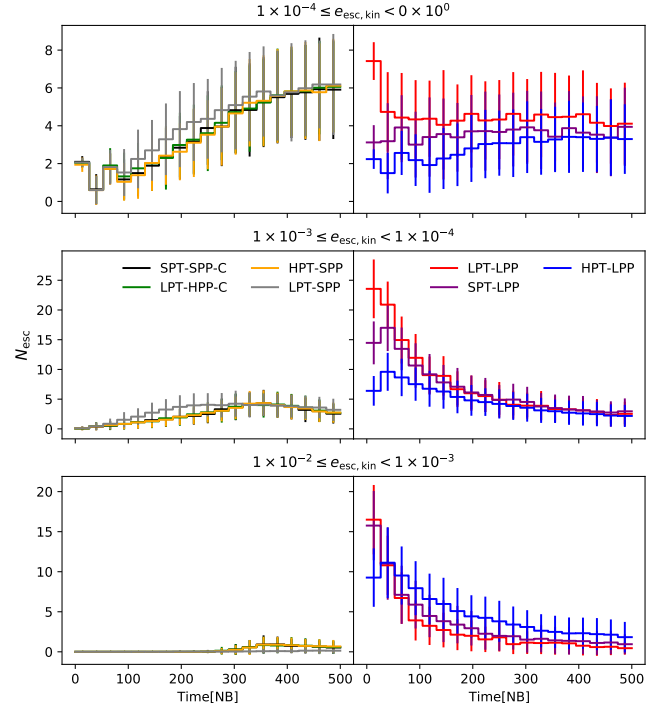 1 × 10⁻⁴ ≤ e_esc, kin < 0 × 10⁰
8
6
4
2
0
1 × 10⁻³ ≤ e_esc, kin < 1 × 10⁻⁴
25
20
15
10
5
0
N_esc
SPT-SPP-C HPT-SPP
LPT-HPP-C LPT-SPP
LPT-LPP HPT-LPP
SPT-LPP
1 × 10⁻² ≤ e_esc, kin < 1 × 10⁻³
20
15
10
5
0
0 100 200 300 400 500
Time[NB]
0 100 200 300 400 500
Time[NB]